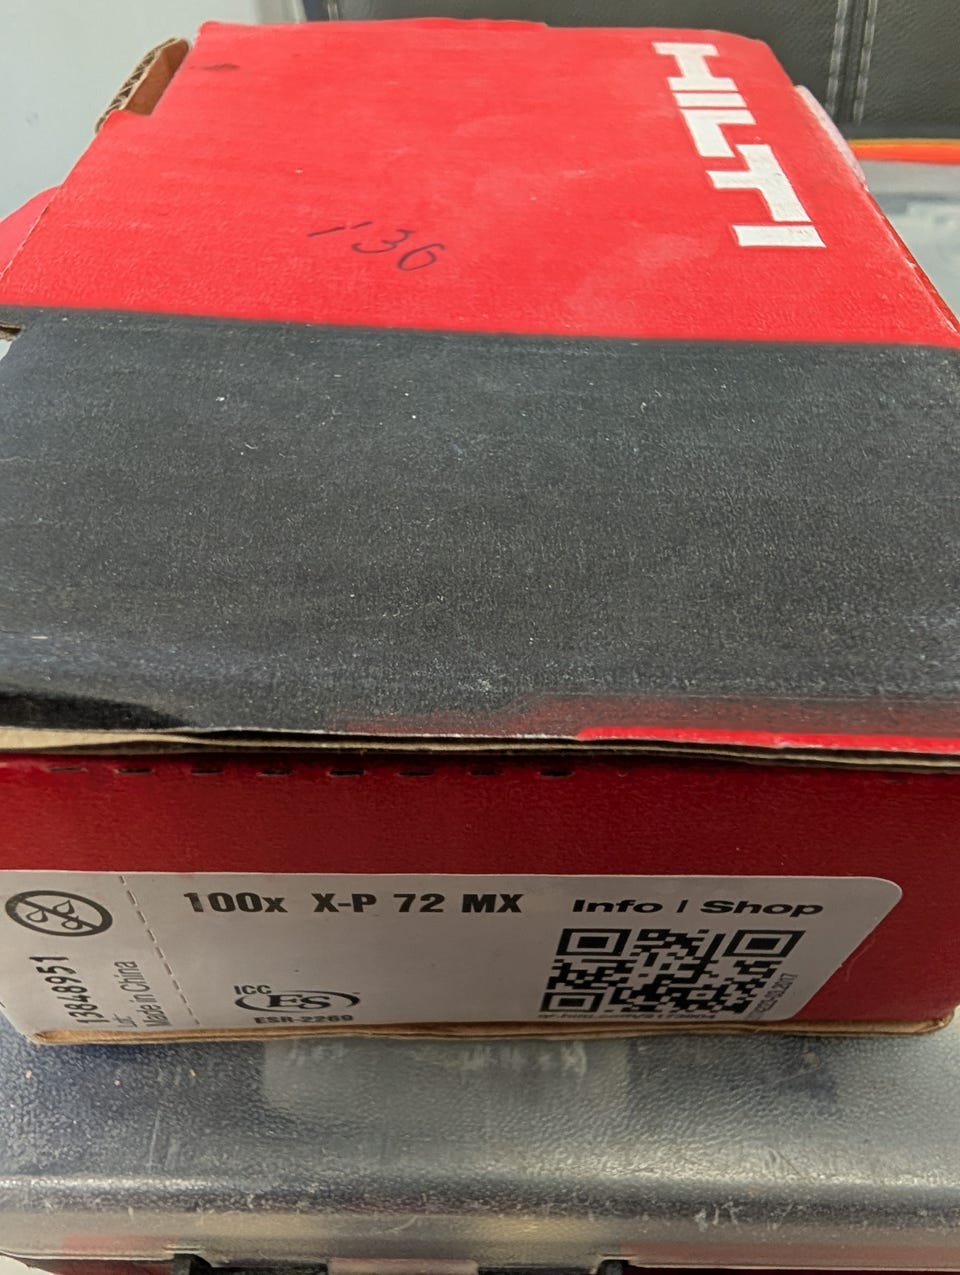 HILTI
136
100x X-P 72 MX
Info | Shop
13848951
Made in China
ICC
ES
ESR-2269